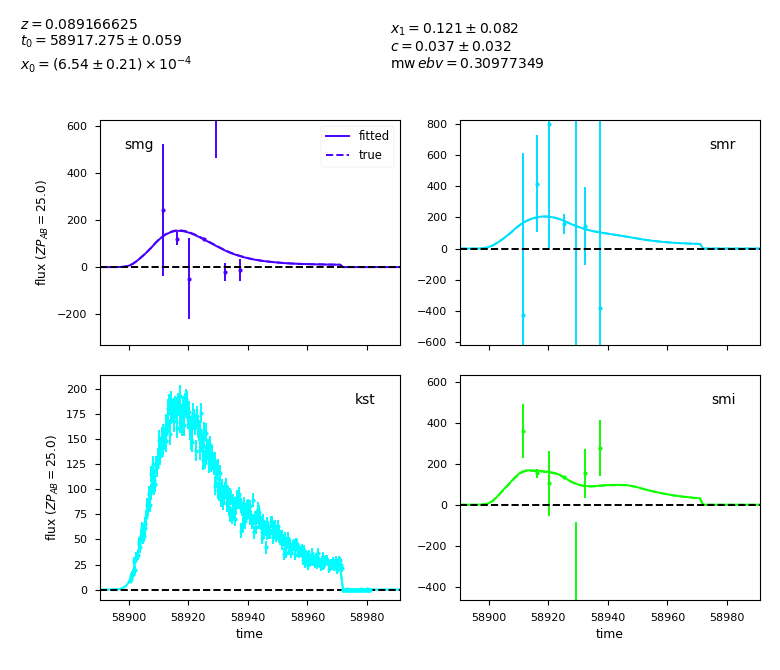 z = 0.089166625
t₀ = 58917.275 ± 0.059
x₀ = (6.54 ± 0.21) × 10⁻⁴
x₁ = 0.121 ± 0.082
c = 0.037 ± 0.032
mw ebv = 0.30977349
smg
fitted
true
600
400
200
0
−200
flux (ZP_AB = 25.0)
smr
800
600
400
200
0
−200
−400
−600
kst
200
175
150
125
100
75
50
25
0
flux (ZP_AB = 25.0)
58900
58920
58940
58960
58980
time
smi
600
400
200
0
−200
−400
58900
58920
58940
58960
58980
time